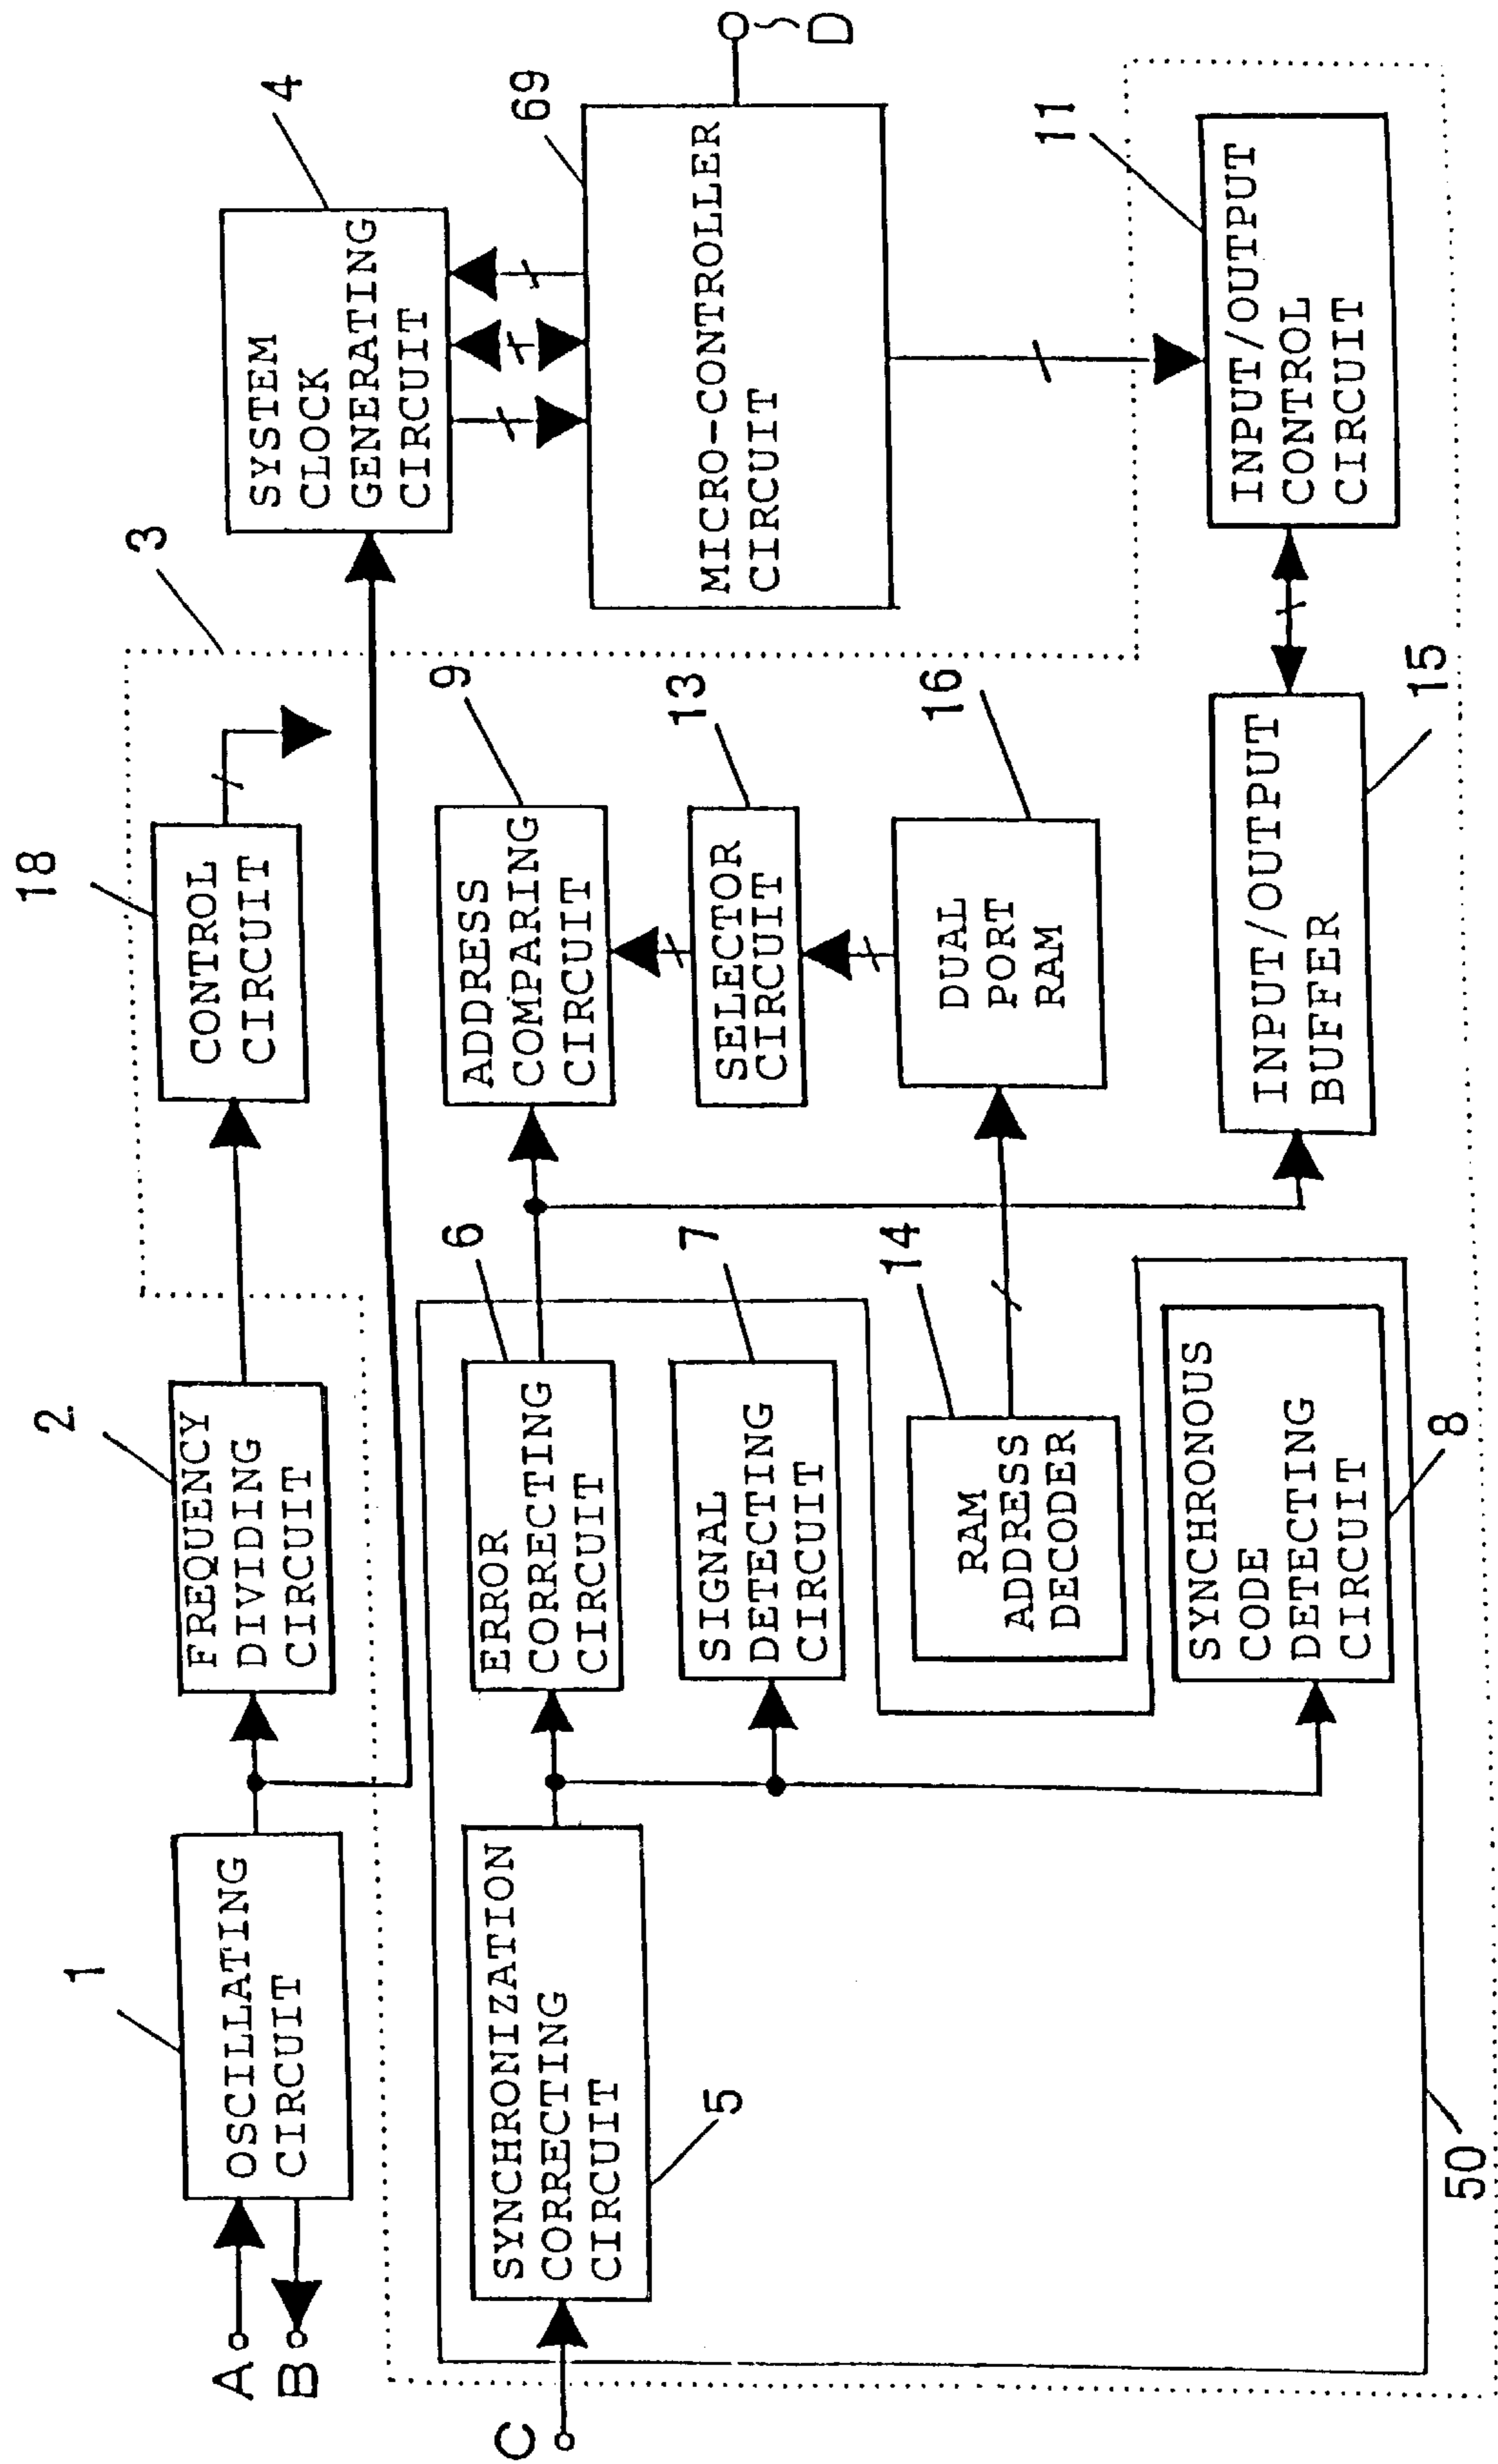 A
B
1
OSCILLATING
CIRCUIT
2
FREQUENCY
DIVIDING
CIRCUIT
18
CONTROL
CIRCUIT
3
4
SYSTEM
CLOCK
GENERATING
CIRCUIT
C
SYNCHRONIZATION
CORRECTING
CIRCUIT
5
6
ERROR
CORRECTING
CIRCUIT
9
ADDRESS
COMPARING
CIRCUIT
69
MICRO-CONTROLLER
CIRCUIT
D
7
SIGNAL
DETECTING
CIRCUIT
13
SELECTOR
CIRCUIT
14
RAM
ADDRESS
DECODER
16
DUAL
PORT
RAM
11
INPUT/OUTPUT
CONTROL
CIRCUIT
SYNCHRONOUS
CODE
DETECTING
CIRCUIT
8
INPUT/OUTPUT
BUFFER
15
50